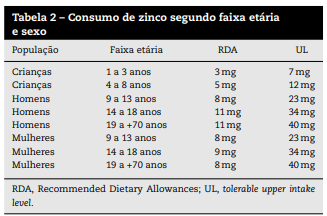 Tabela 2 – Consumo de zinco segundo faixa etária
e sexo
População Faixa etária RDA UL
Crianças 1 a 3 anos 3 mg 7 mg
Crianças 4 a 8 anos 5 mg 12 mg
Homens 9 a 13 anos 8 mg 23 mg
Homens 14 a 18 anos 11 mg 34 mg
Homens 19 a +70 anos 11 mg 40 mg
Mulheres 9 a 13 anos 8 mg 23 mg
Mulheres 14 a 18 anos 9 mg 34 mg
Mulheres 19 a +70 anos 8 mg 40 mg
RDA, Recommended Dietary Allowances; UL, tolerable upper intake
level.